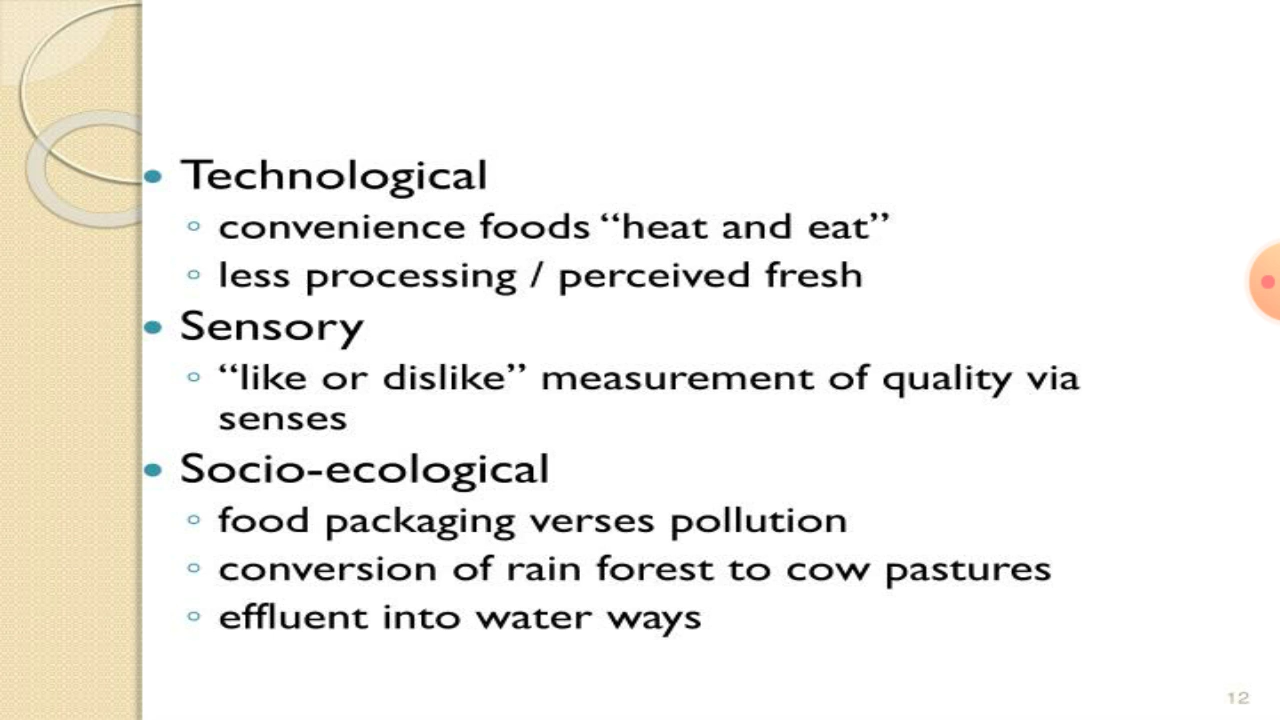 • Technological
◦ convenience foods “heat and eat”
◦ less processing / perceived fresh
• Sensory
◦ “like or dislike” measurement of quality via
senses
• Socio-ecological
◦ food packaging verses pollution
◦ conversion of rain forest to cow pastures
◦ effluent into water ways
12